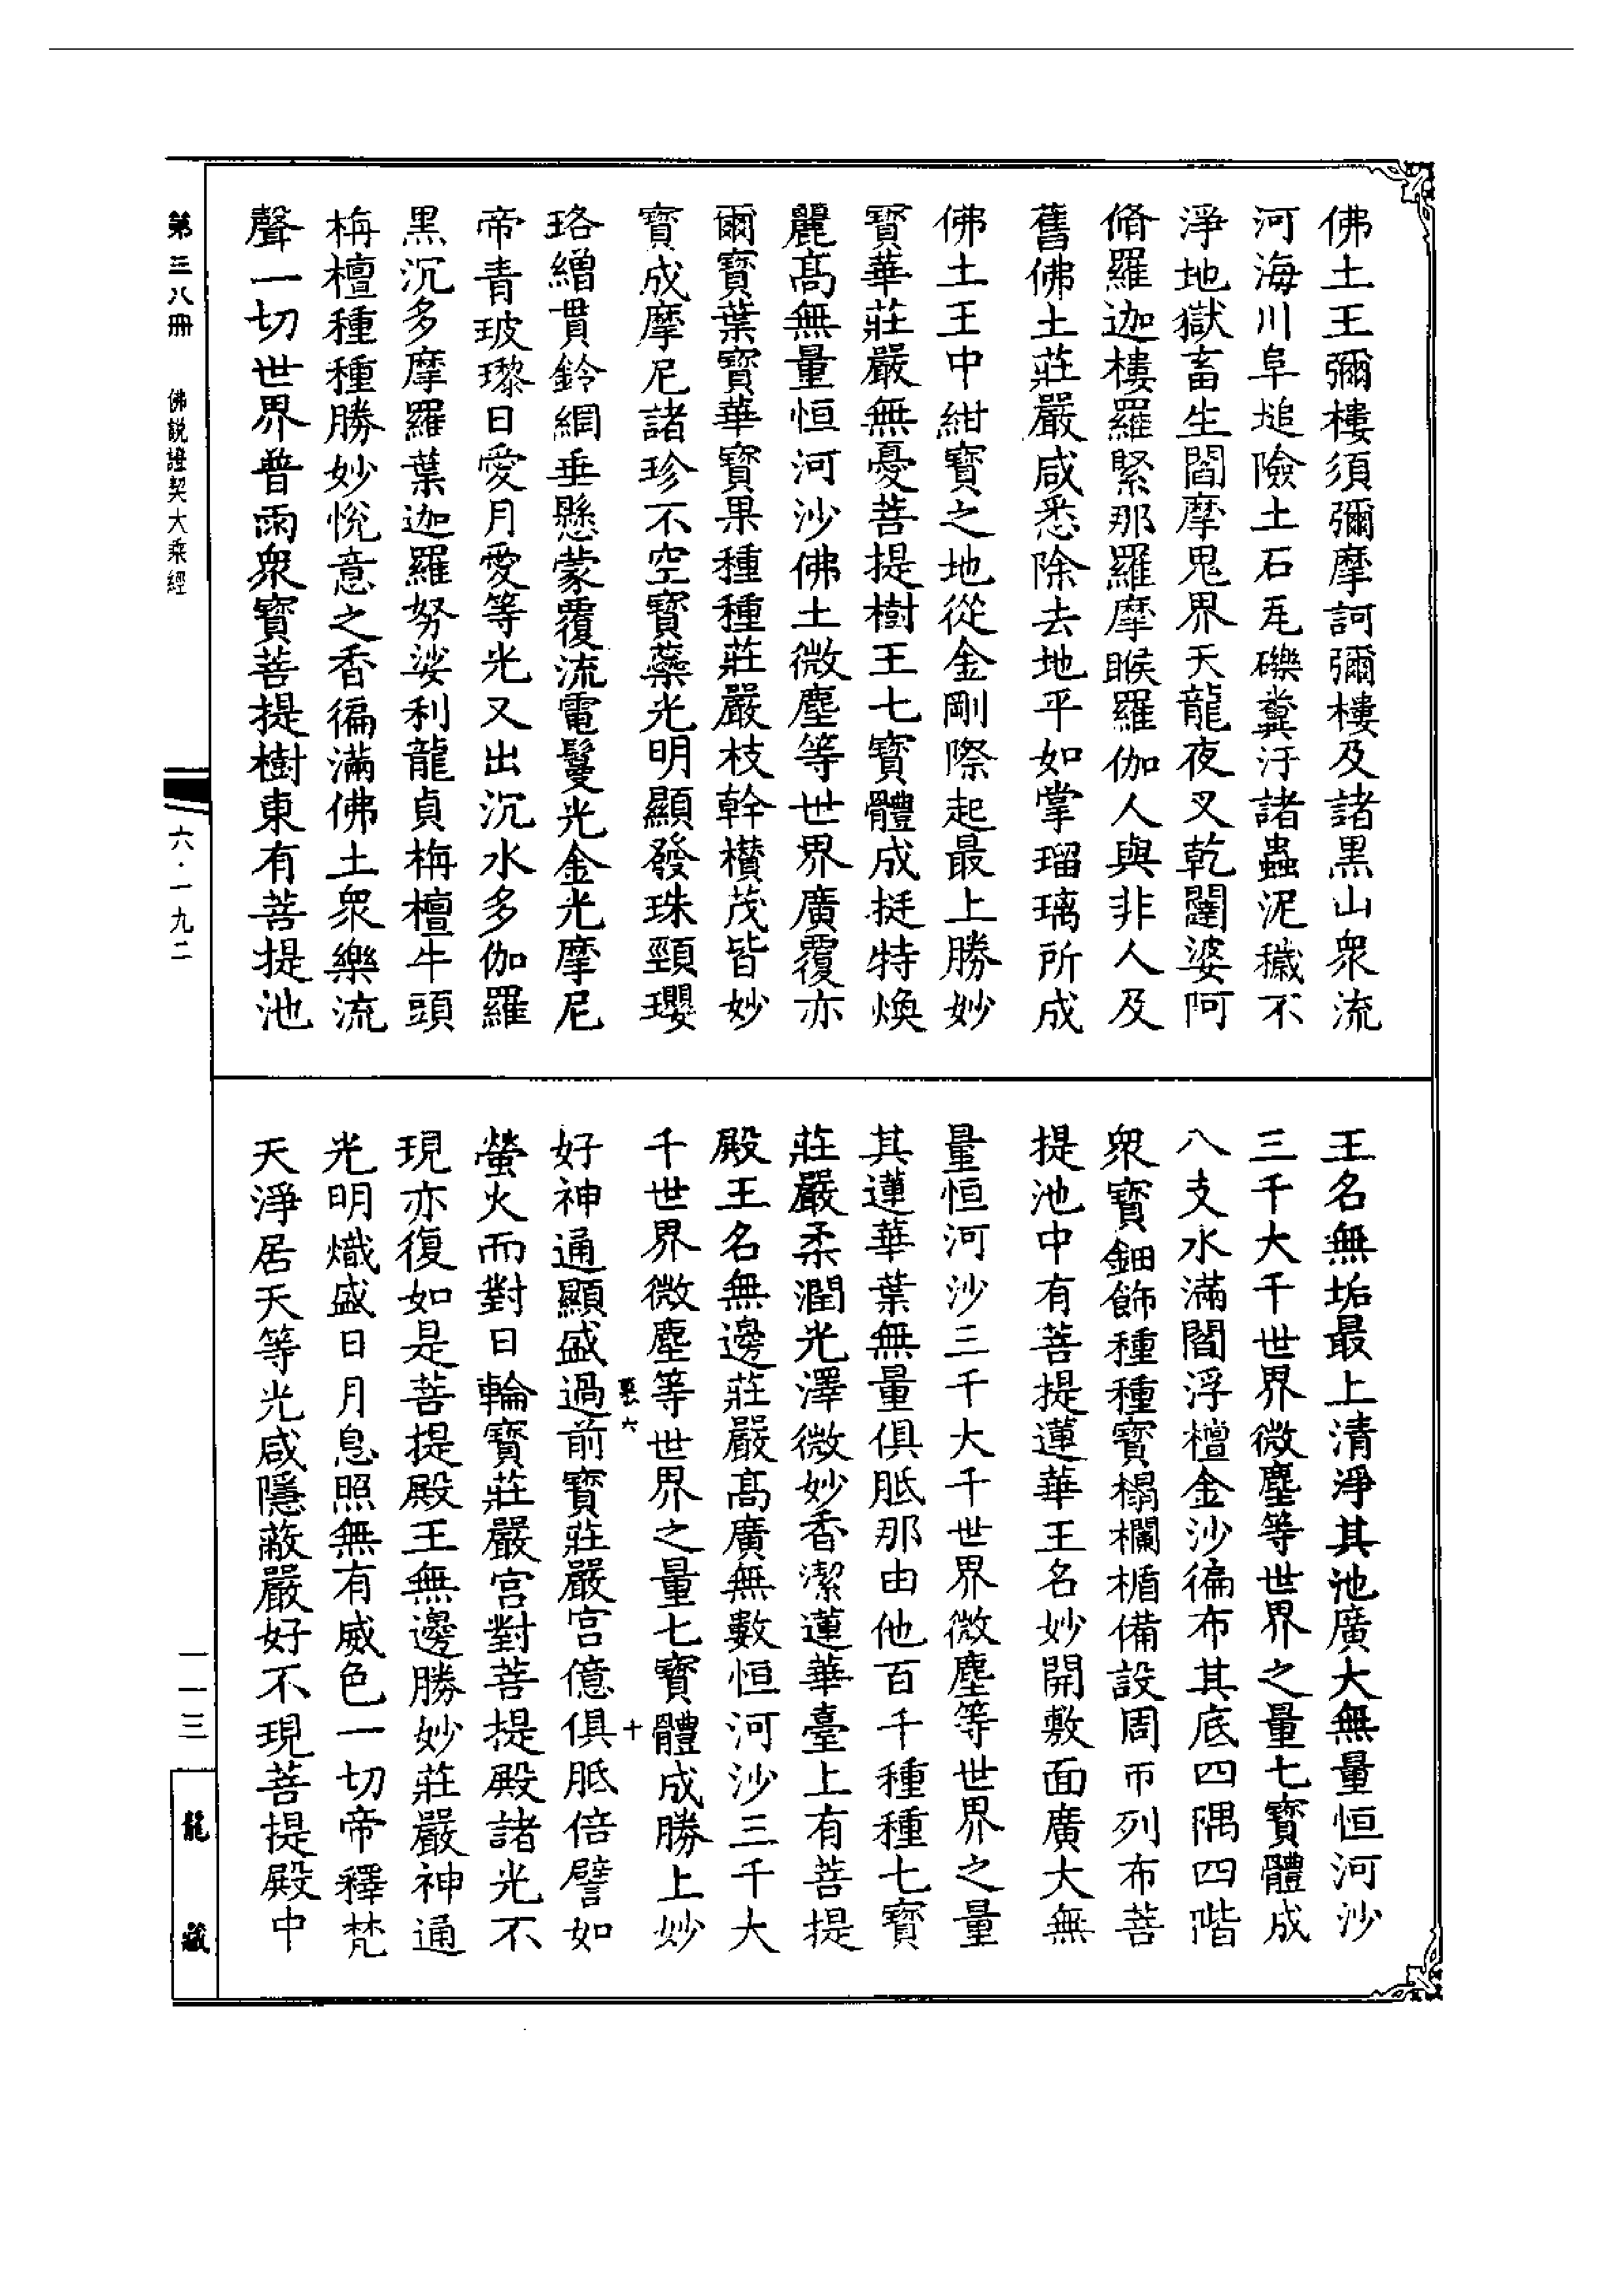 佛土王彌樓須彌摩訶彌樓及諸黑山衆流
河海川阜塠險土石瓦礫糞汙諸蟲泥穢不
淨地獄畜生閻摩鬼界天龍夜叉乾闥婆阿
脩羅迦樓羅緊那羅摩睺羅伽人與非人及
舊佛土莊嚴咸悉除去地平如掌瑠璃所成
佛土王中紺寶之地從金剛際起最上勝妙
寶華莊嚴無憂菩提樹王七寶體成挺特煥
麗高無量恒河沙佛土微塵等世界廣覆亦
爾寶葉寶華寶果種種莊嚴枝幹欑茂皆妙
寶成摩尼諸珍不空寶藥光明顯發珠頸瓔
珞繒貫鈴網垂懸蒙覆流電鬘光金光摩尼
帝青玻瓈日愛月愛等光又出沉水多伽羅
黑沉多摩羅葉迦羅努娑利龍貞栴檀牛頭
栴檀種種勝妙悅意之香徧滿佛土衆樂流
聲一切世界普雨衆寶菩提樹東有菩提池
王名無垢最上清淨其池廣大無量恒河沙
三千大千世界微塵等世界之量七寶體成
八支水滿閻浮檀金沙徧布其底四隅四階
衆寶鈿飾種種寶榻欄楯備設周帀列布菩
提池中有菩提蓮華王名妙開敷面廣大無
量恒河沙三千大千世界微塵等世界之量
其蓮華葉無量俱胝那由他百千種種七寶
莊嚴柔潤光澤微妙香潔蓮華臺上有菩提
殿王名無邊莊嚴高廣無數恒河沙三千大
千世界微塵等世界之量七寶體成勝上妙
六 十
好神通顯盛過前寶莊嚴宮億俱胝倍譬如
螢火而對日輪寶莊嚴宮對菩提殿諸光不
現亦復如是菩提殿王無邊勝妙莊嚴神通
光明熾盛日月息照無有威色一切帝釋梵
天淨居天等光咸隱蔽嚴好不現菩提殿中
第三八冊 佛說證契大乘經
六·一九二
一一三
龍藏